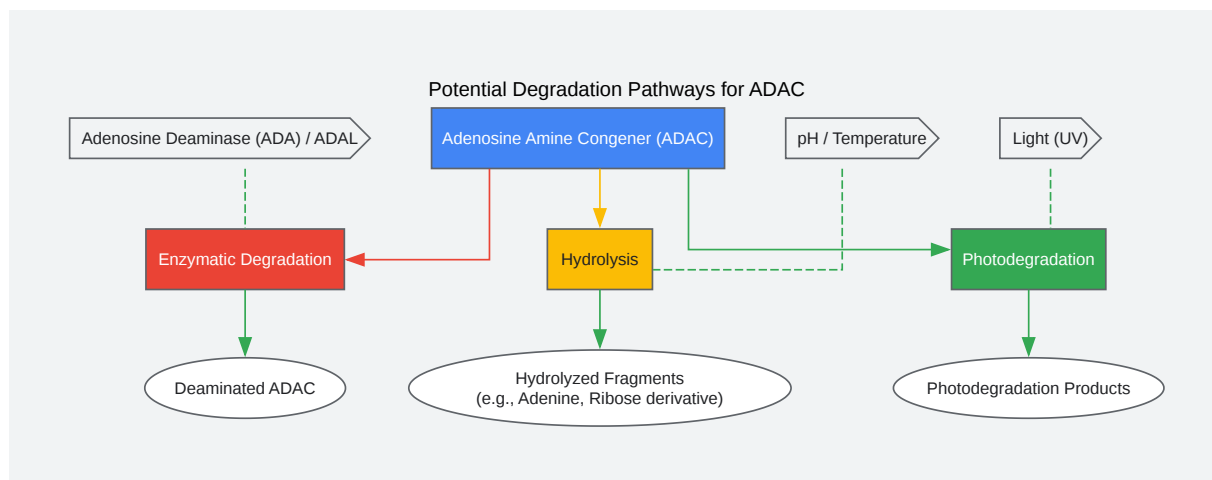 Potential Degradation Pathways for ADAC
Adenosine Deaminase (ADA) / ADAL
Adenosine Amine Congener (ADAC)
pH / Temperature
Light (UV)
Enzymatic Degradation
Hydrolysis
Photodegradation
Deaminated ADAC
Hydrolyzed Fragments
(e.g., Adenine, Ribose derivative)
Photodegradation Products